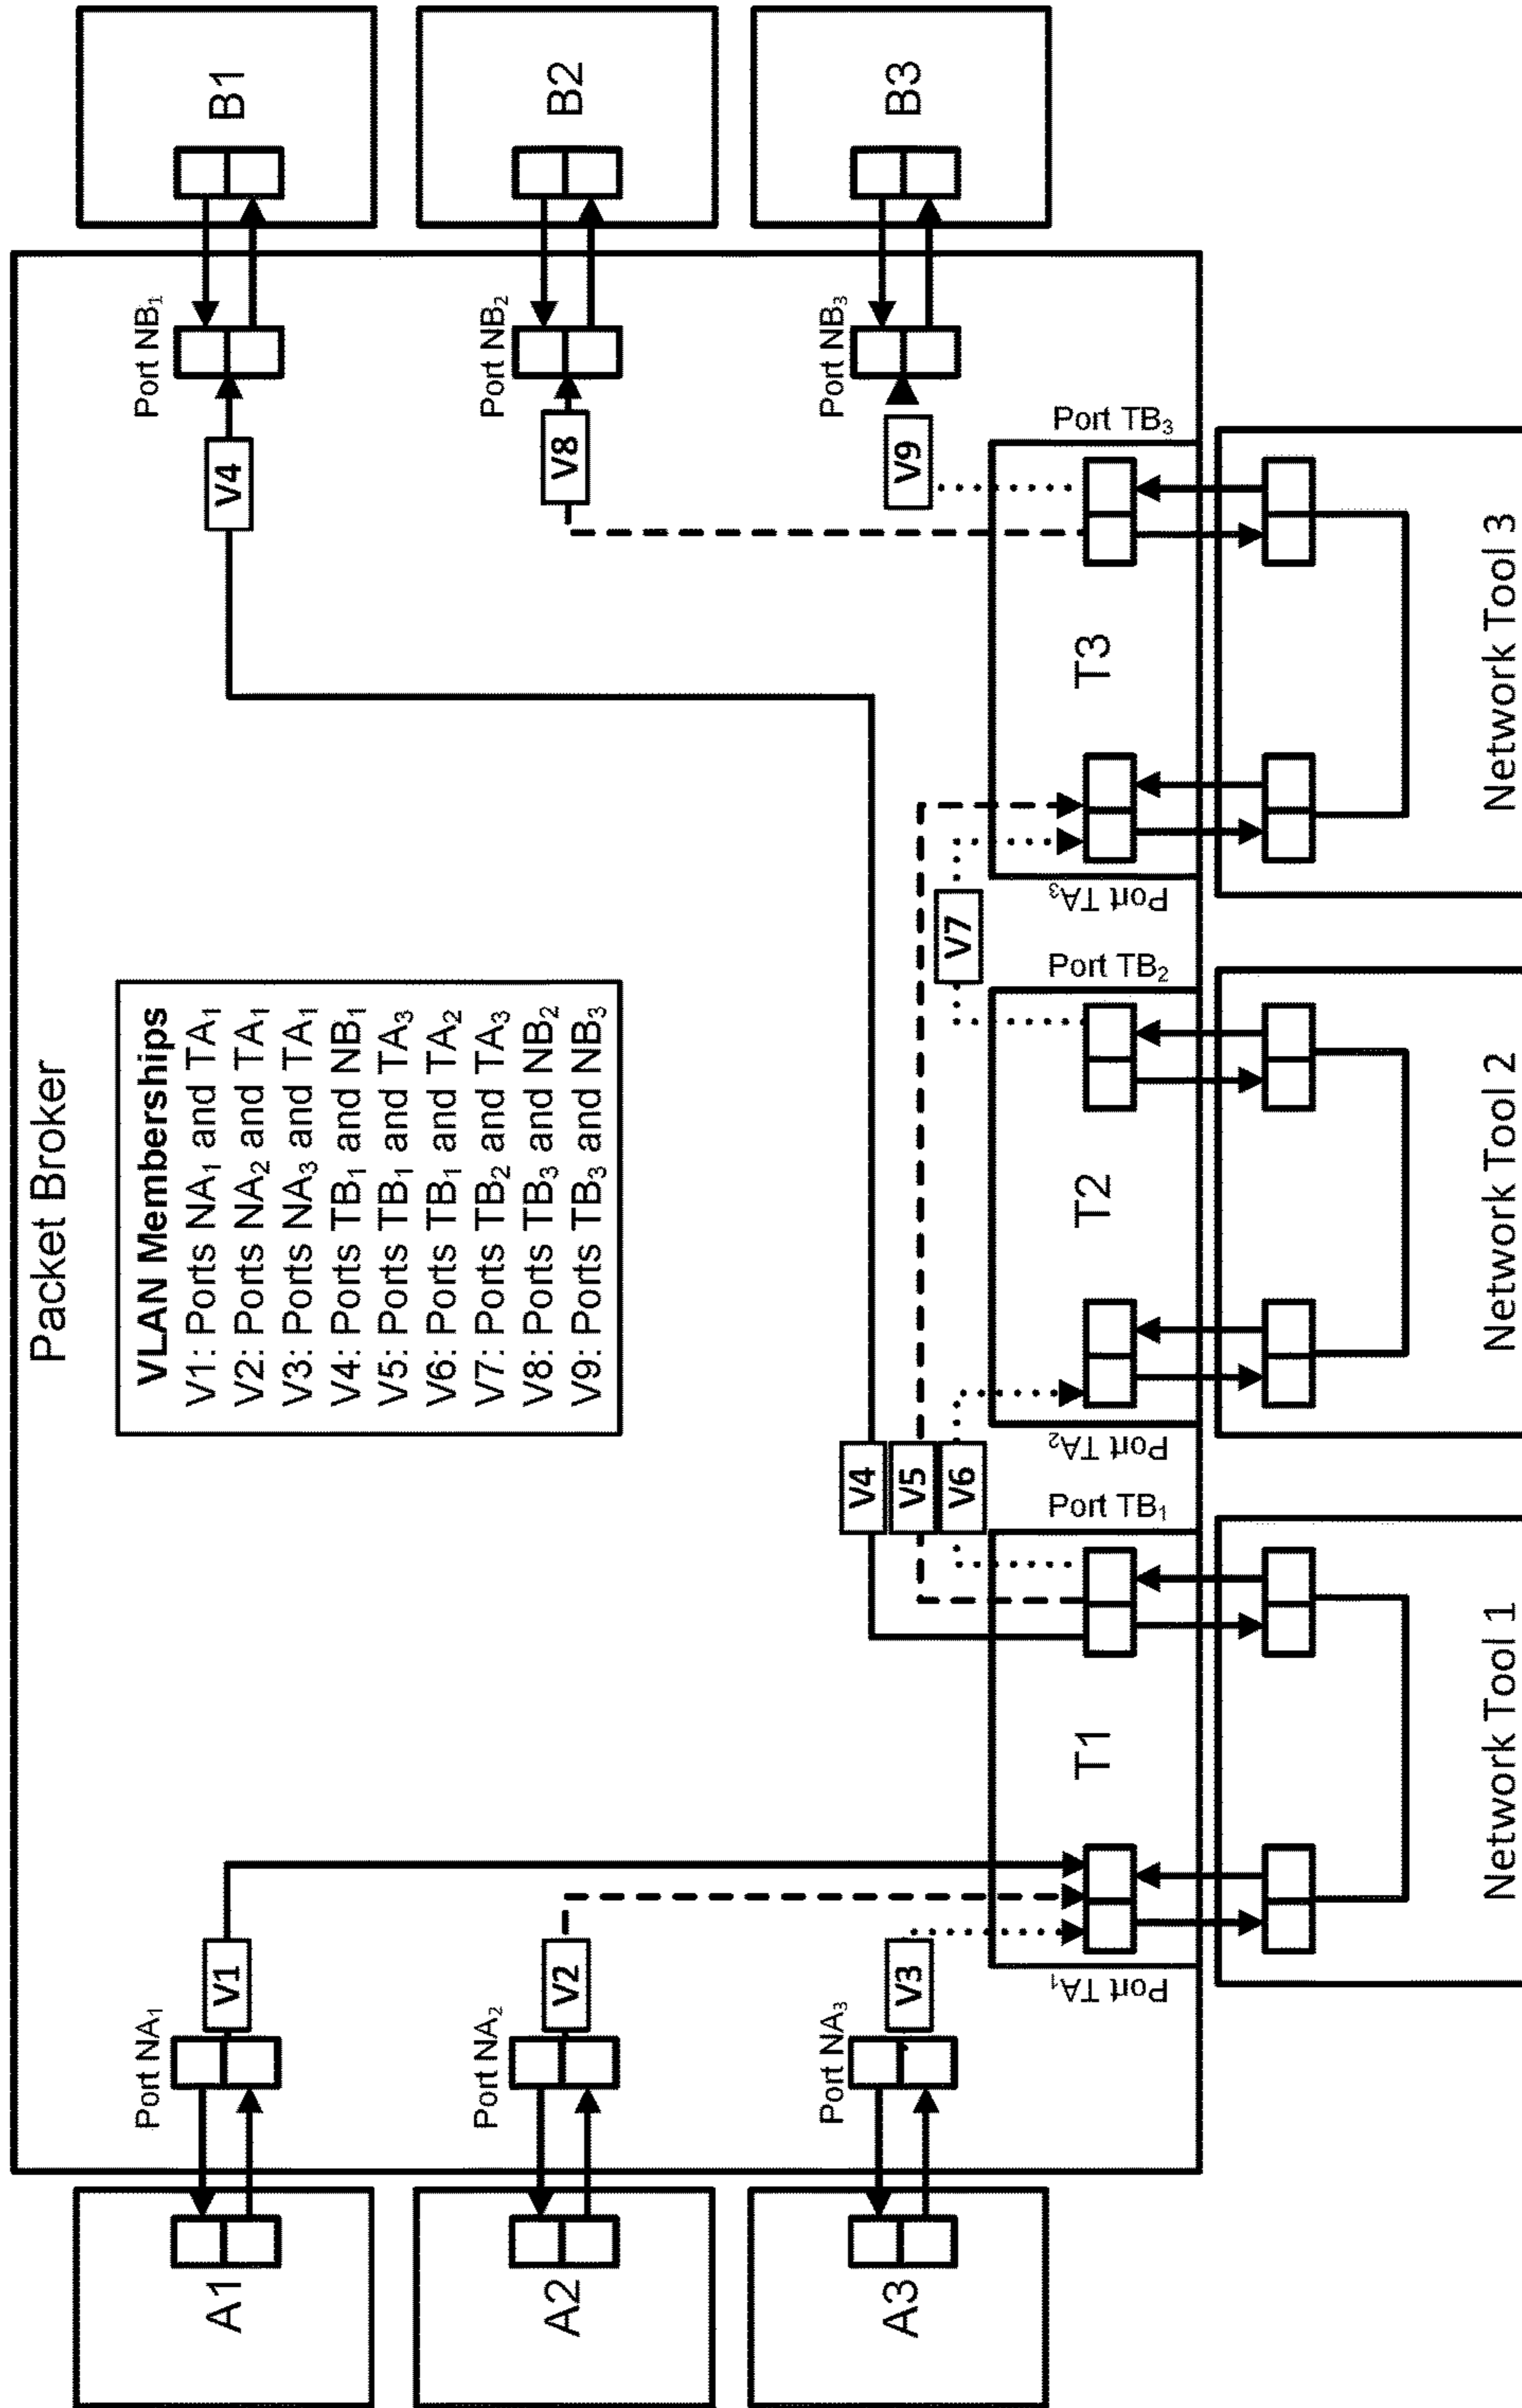 Packet Broker
VLAN Memberships
V1: Ports NA₁ and TA₁
V2: Ports NA₂ and TA₁
V3: Ports NA₃ and TA₁
V4: Ports TB₁ and NB₁
V5: Ports TB₁ and TA₃
V6: Ports TB₁ and TA₂
V7: Ports TB₂ and TA₃
V8: Ports TB₃ and NB₂
V9: Ports TB₃ and NB₃
A1
Port NA₁
V1
V4
Port NB₁
B1
A2
Port NA₂
V2
V8
Port NB₂
B2
A3
Port NA₃
V3
V9
Port NB₃
B3
V4
V5
V6
V7
Port TA₁
T1
Port TB₁
Port TA₂
T2
Port TB₂
Port TA₃
T3
Port TB₃
Network Tool 1
Network Tool 2
Network Tool 3